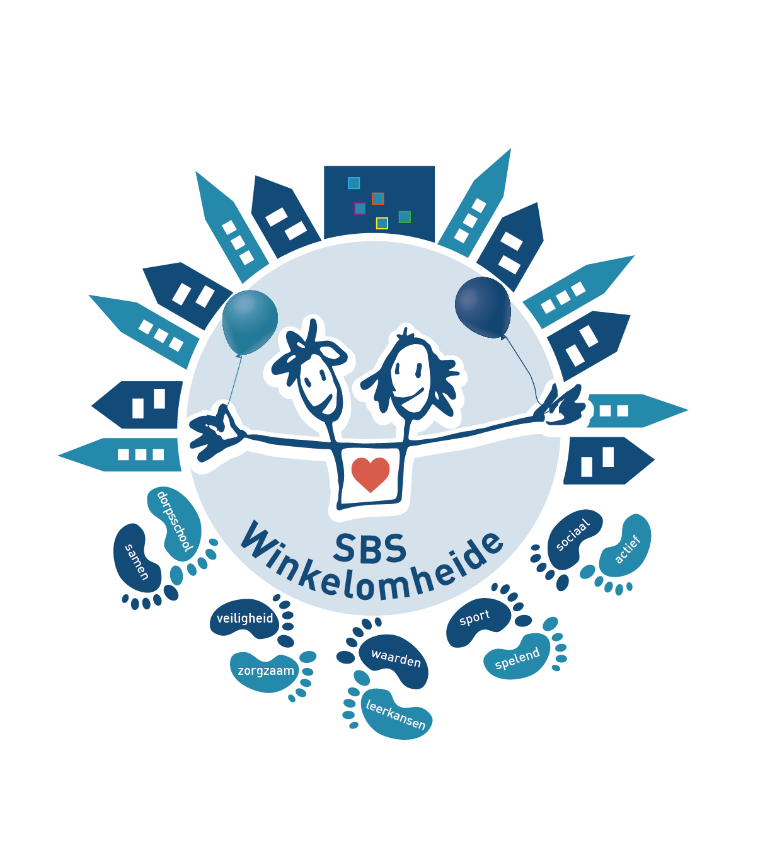 SBS
Winkelomheide
dorpsschool
samen
veiligheid
zorgzaam
waarden
leerkansen
sport
spelend
sociaal
actief